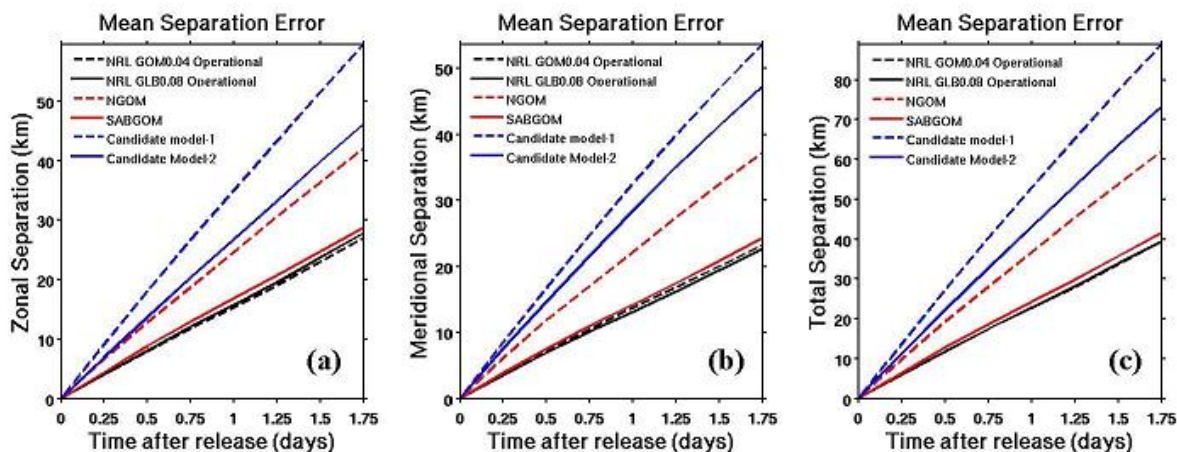 Mean Separation Error
Zonal Separation (km)
50
40
30
20
10
0
NRL GOM0.04 Operational
NRL GLB0.08 Operational
NGOM
SABGOM
Candidate model-1
Candidate Model-2
(a)
0 0.25 0.5 0.75 1 1.25 1.5 1.75
Time after release (days)
Mean Separation Error
Meridional Separation (km)
50
40
30
20
10
0
NRL GOM0.04 Operational
NRL GLB0.08 Operational
NGOM
SABGOM
Candidate model-1
Candidate Model-2
(b)
0 0.25 0.5 0.75 1 1.25 1.5 1.75
Time after release (days)
Mean Separation Error
Total Separation (km)
80
70
60
50
40
30
20
10
0
NRL GOM0.04 Operational
NRL GLB0.08 Operational
NGOM
SABGOM
Candidate model-1
Candidate Model-2
(c)
0 0.25 0.5 0.75 1 1.25 1.5 1.75
Time after release (days)